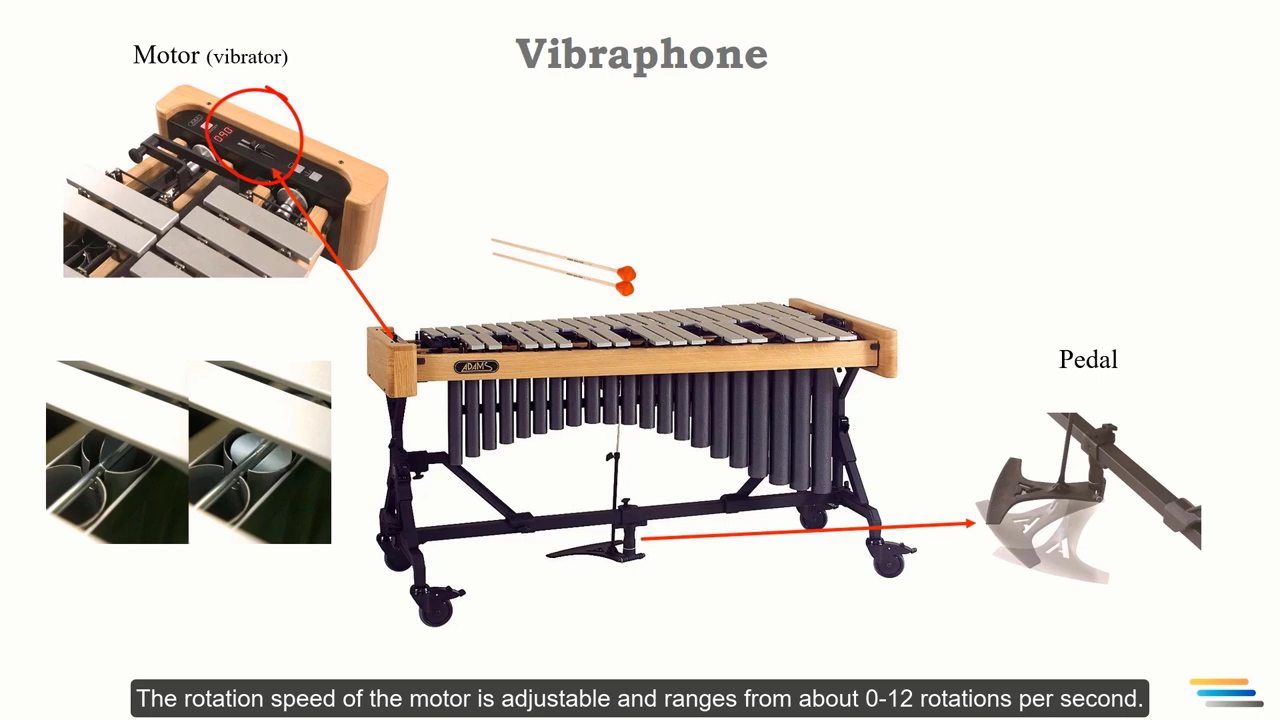 Vibraphone
Motor (vibrator)
090
ADAMS
Pedal
The rotation speed of the motor is adjustable and ranges from about 0-12 rotations per second.